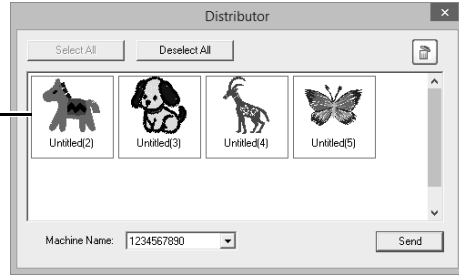 Distributor
Select All Deselect All
Untitled(2) Untitled(3) Untitled(4) Untitled(5)
Machine Name: 1234567890 Send